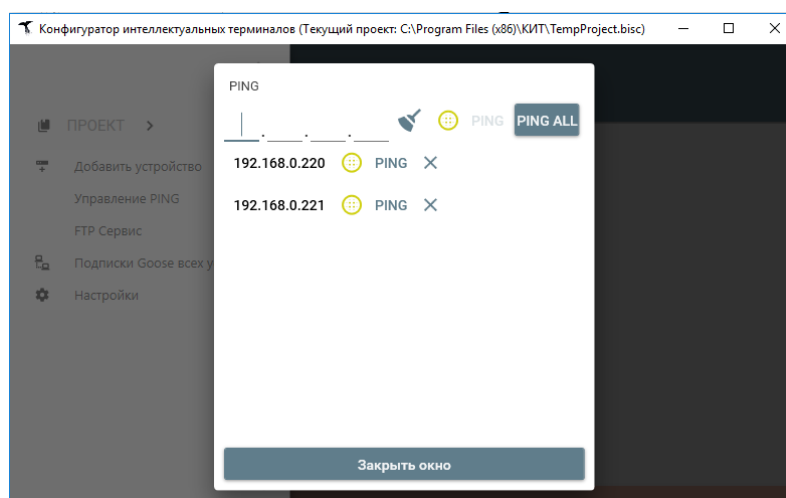 Конфигуратор интеллектуальных терминалов (Текущий проект: C:\Program Files (x86)\КИТ\TempProject.bisc)
PING
PING PING ALL
ПРОЕКТ
Добавить устройство
192.168.0.220 PING
Управление PING
192.168.0.221 PING
FTP Сервис
Подписки Goose всех у
Настройки
Закрыть окно